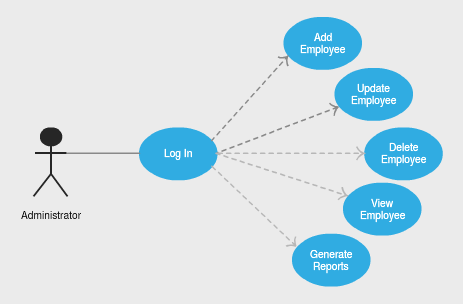 Add
Employee
Update
Employee
Log In
Delete
Employee
View
Employee
Administrator
Generate
Reports